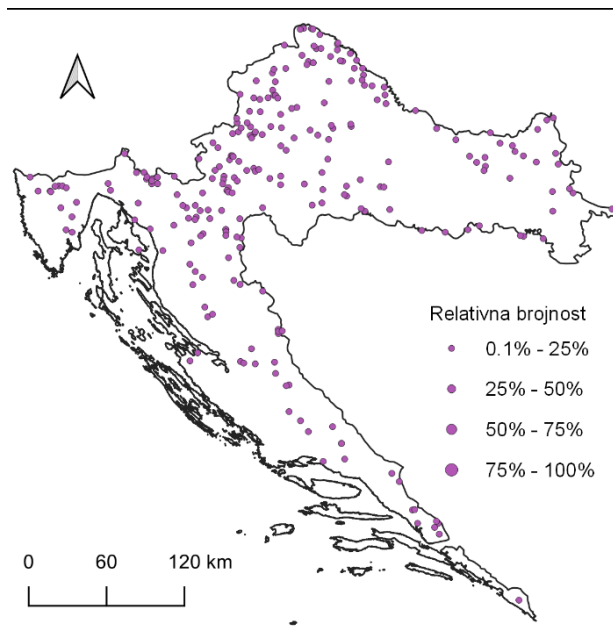 Relativna brojnost
0.1% - 25%
25% - 50%
50% - 75%
75% - 100%
0 60 120 km